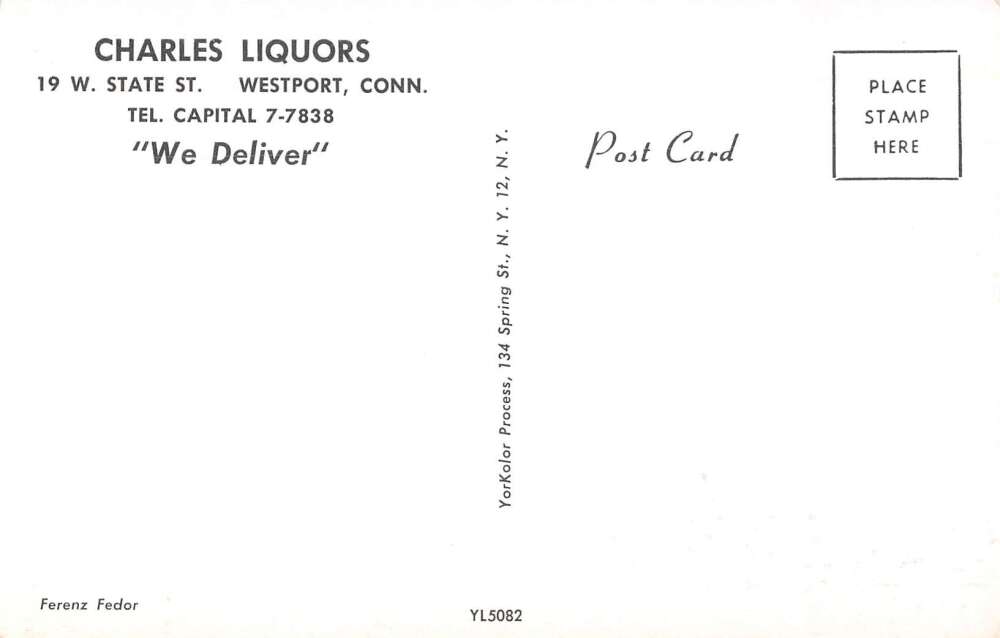 CHARLES LIQUORS
19 W. STATE ST. WESTPORT, CONN.
TEL. CAPITAL 7-7838
"We Deliver"
Post Card
PLACE
STAMP
HERE
YorKolor Process, 134 Spring St., N. Y. 12, N. Y.
Ferenz Fedor
YL5082